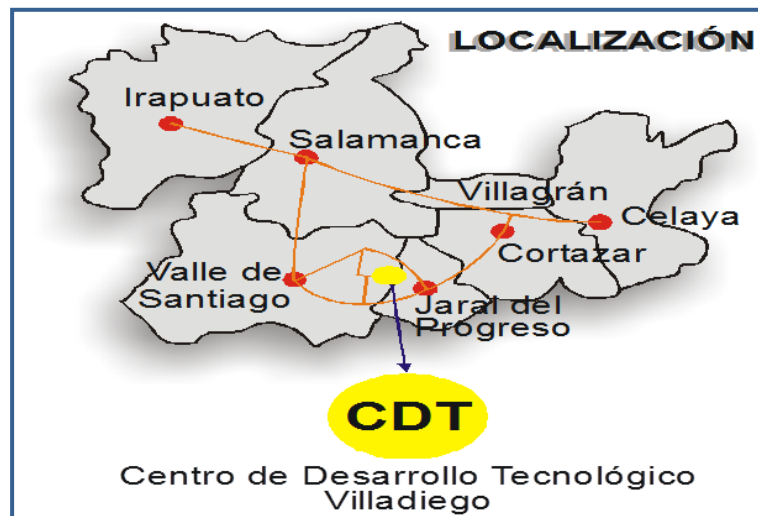 LOCALIZACIÓN
Irapuato
Salamanca
Villagrán
Celaya
Cortazar
Valle de
Santiago
Jaral del
Progreso
CDT
Centro de Desarrollo Tecnológico
Villadiego